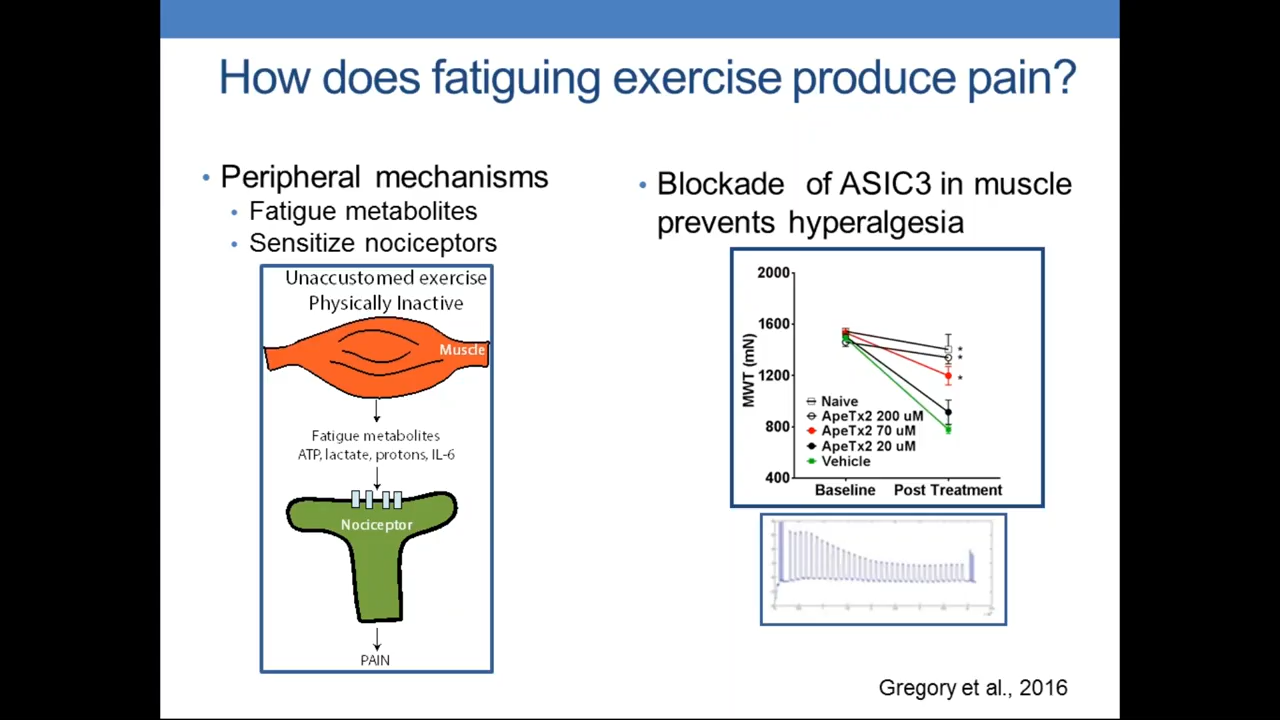 How does fatiguing exercise produce pain?
• Peripheral mechanisms
• Fatigue metabolites
• Sensitize nociceptors
Unaccustomed exercise
Physically Inactive
Muscle
Fatigue metabolites
ATP, lactate, protons, IL-6
Nociceptor
PAIN
• Blockade of ASIC3 in muscle
prevents hyperalgesia
2000
1600
1200
800
400
MWT (mN)
*
*
*
Naive
ApeTx2 200 uM
ApeTx2 70 uM
ApeTx2 20 uM
Vehicle
Baseline Post Treatment
Gregory et al., 2016